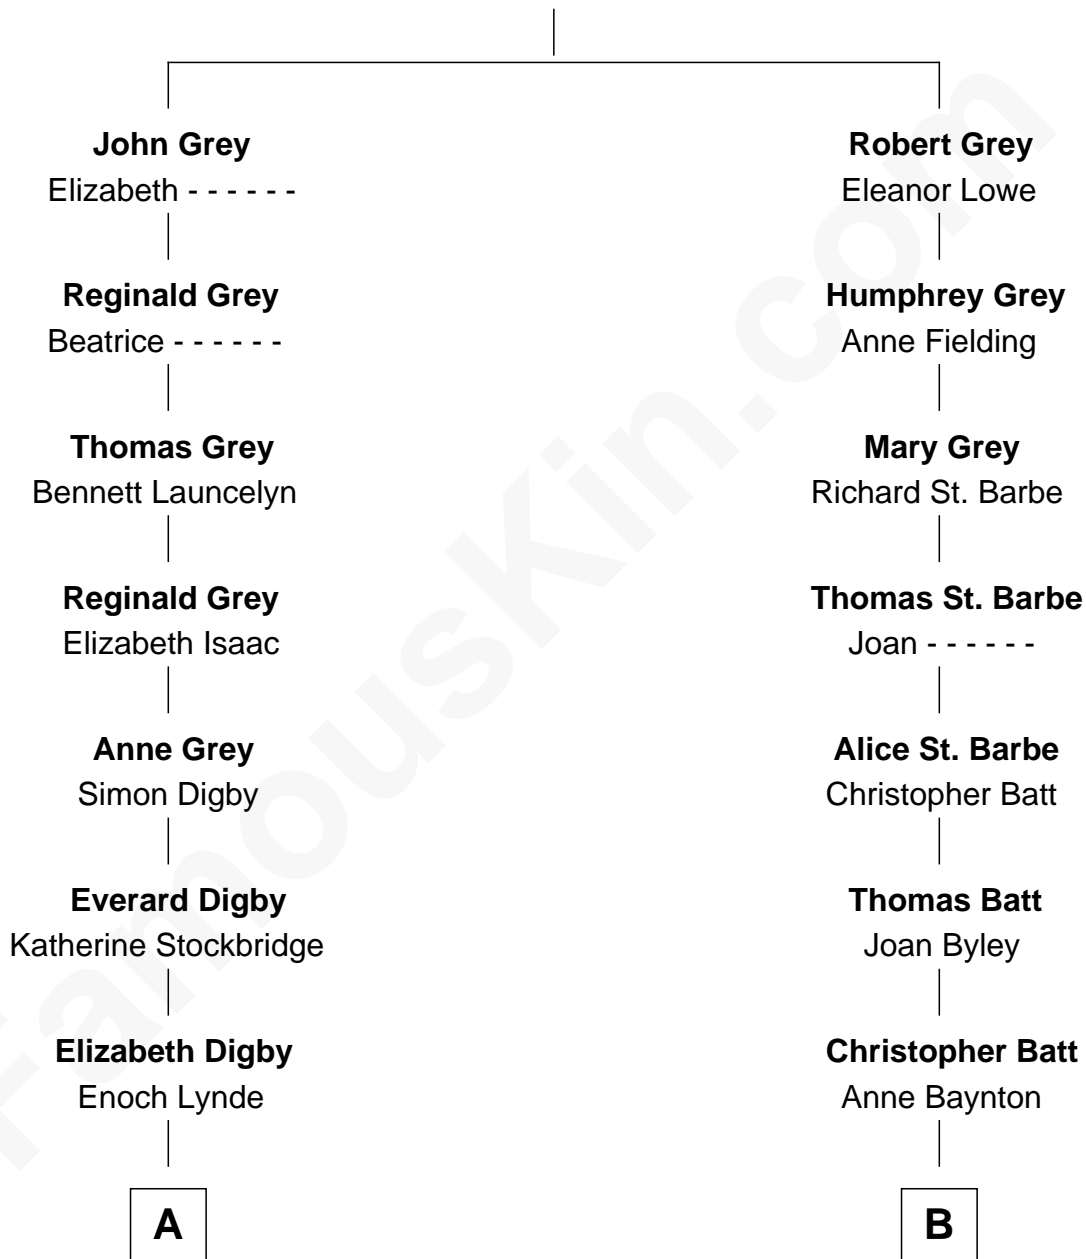 John Grey
Elizabeth - - - - - -
Reginald Grey
Beatrice - - - - - -
Thomas Grey
Bennett Launcelyn
Reginald Grey
Elizabeth Isaac
Anne Grey
Simon Digby
Everard Digby
Katherine Stockbridge
Elizabeth Digby
Enoch Lynde
A
Robert Grey
Eleanor Lowe
Humphrey Grey
Anne Fielding
Mary Grey
Richard St. Barbe
Thomas St. Barbe
Joan - - - - - -
Alice St. Barbe
Christopher Batt
Thomas Batt
Joan Byley
Christopher Batt
Anne Baynton
B
FamousKin.com